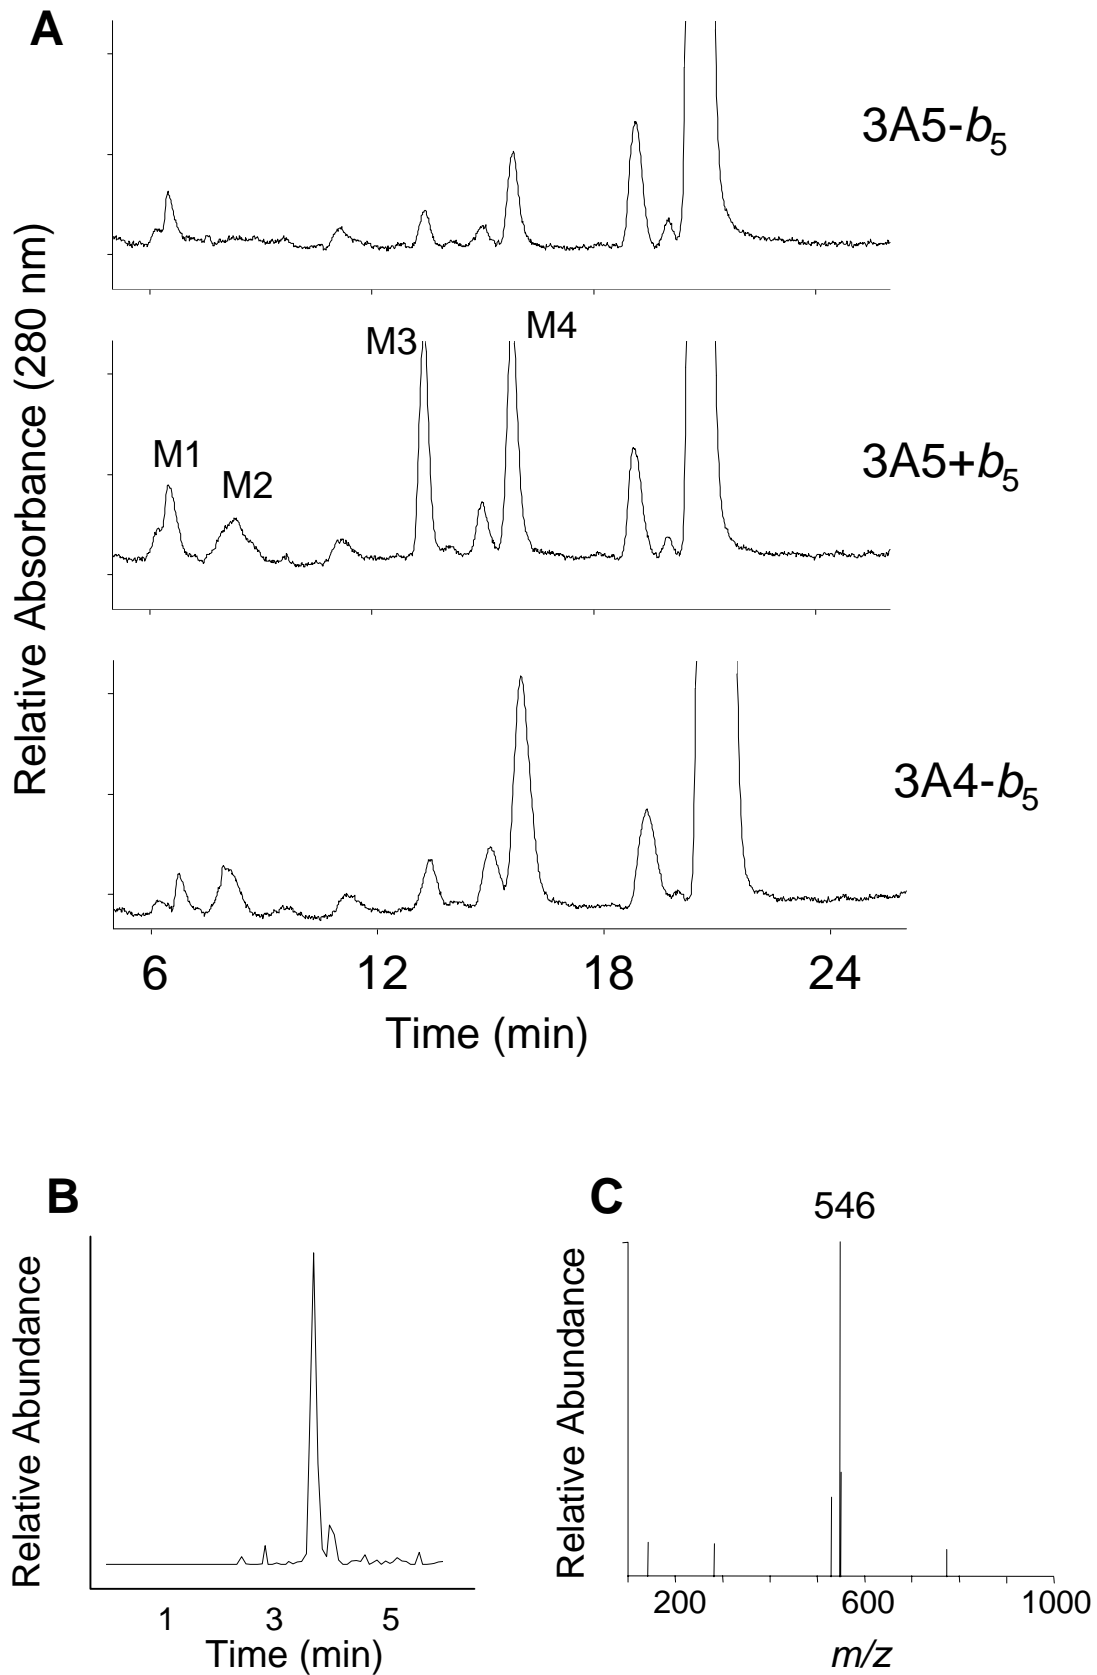 A
3A5-b5
Relative Absorbance (280 nm)
M3
M4
M1
M2
3A5+b5
3A4-b5
6 12 18 24
Time (min)
B
C
546
Relative Abundance
Relative Abundance
1 3 5
200 600 1000
Time (min)
m/z